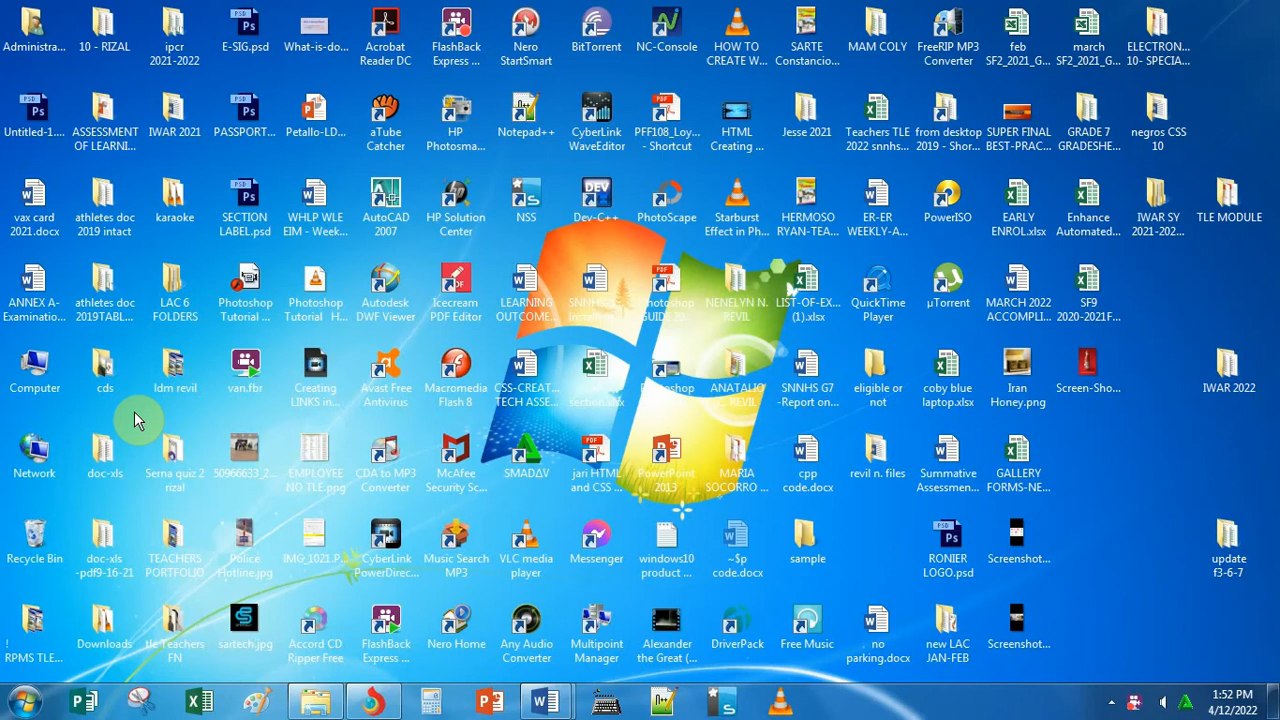 Administra...
10 - RIZAL
ipcr
2021-2022
E-SIG.psd
What-is-do...
Acrobat
Reader DC
FlashBack
Express ...
Nero
StartSmart
BitTorrent
NC-Console
HOW TO
CREATE W...
SARTE
Constancio...
MAM COLY
FreeRIP MP3
Converter
feb
SF2_2021_G...
march
SF2_2021_G...
ELECTRON...
10- SPECIA...
Untitled-1....
ASSESSMENT
OF LEARNI...
IWAR 2021
PASSPORT...
Petallo-LD...
aTube
Catcher
HP
Photosma...
Notepad++
CyberLink
WaveEditor
PFF108_Loy...
- Shortcut
HTML
Creating ...
Jesse 2021
Teachers TLE
2022 snnhs...
from desktop
2019 - Shor...
SUPER FINAL
BEST-PRAC...
GRADE 7
GRADESHE...
negros CSS
10
vax card
2021.docx
athletes doc
2019 intact
karaoke
SECTION
LABEL.psd
WHLP WLE
EIM - Week...
AutoCAD
2007
HP Solution
Center
NSS
Dev-C++
PhotoScape
Starburst
Effect in Ph...
HERMOSO
RYAN-TEA...
ER-ER
WEEKLY-A...
PowerISO
EARLY
ENROL.xlsx
Enhance
Automated...
IWAR SY
2021-202...
TLE MODULE
ANNEX A-
Examinatio...
athletes doc
2019TABL...
LAC 6
FOLDERS
Photoshop
Tutorial ...
Photoshop
Tutorial H...
Autodesk
DWF Viewer
Icecream
PDF Editor
LEARNING
OUTCOME...
Photoshop
NENELYN N.
REVIL
LIST-OF-EX...
(1).xlsx
QuickTime
Player
µTorrent
MARCH 2022
ACCOMPLI...
SF9
2020-2021F...
Computer
cds
ldm revil
van.fbr
Creating
LINKS in...
Avast Free
Antivirus
Macromedia
Flash 8
CSS-CREAT...
TECH ASSE...
section.xlsx
ANATALIO
REVIL
SNNHS G7
-Report on...
eligible or
not
coby blue
laptop.xlsx
Iran
Honey.png
Screen-Sho...
IWAR 2022
Network
doc-xls
Serna quiz 2
rizal
50966633_2...
EMPLOYEE
NO TLE.png
CDA to MP3
Converter
McAfee
Security Sc...
SMADΔV
jari HTML
and CSS ...
PowerPoint
2013
MARIA
SOCORRO ...
cpp
code.docx
revil n. files
Summative
Assessmen...
GALLERY
FORMS-NE...
Recycle Bin
doc-xls
-pdf9-16-21
TEACHERS
PORTFOLIO
Police
Hotline.jpg
IMG_1021.P...
CyberLink
PowerDirec...
Music Search
MP3
VLC media
player
Messenger
windows10
product ...
~$p
code.docx
sample
RONIER
LOGO.psd
Screenshot...
update
f3-6-7
!
RPMS TLE...
Downloads
tle Teachers
FN
sartech.jpg
Accord CD
Ripper Free
FlashBack
Express ...
Nero Home
Any Audio
Converter
Multipoint
Manager
Alexander
the Great (...
DriverPack
Free Music
no
parking.docx
new LAC
JAN-FEB
Screenshot...
1:52 PM
4/12/2022